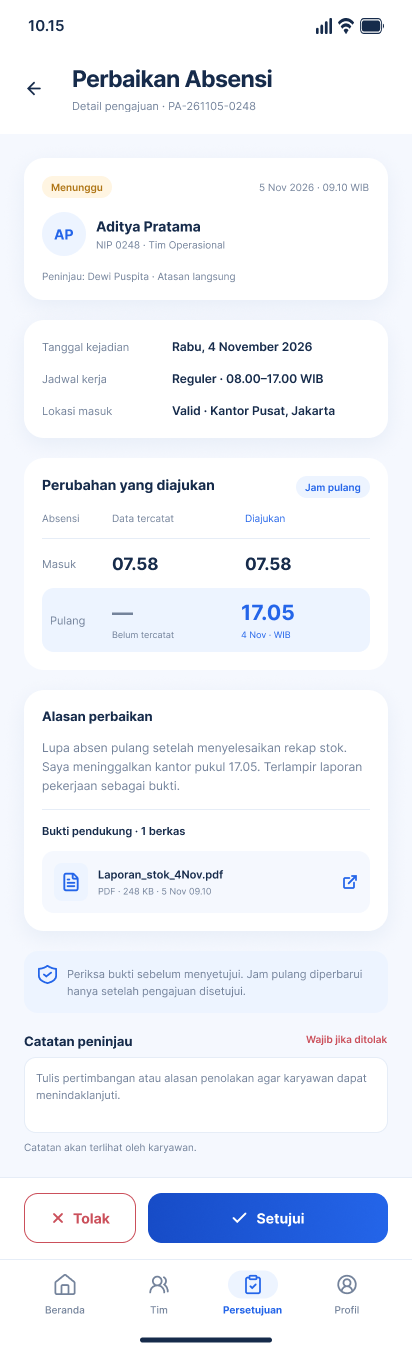 10.15
Perbaikan Absensi
Detail pengajuan · PA-261105-0248
Menunggu
5 Nov 2026 · 09.10 WIB
AP
Aditya Pratama
NIP 0248 · Tim Operasional
Peninjau: Dewi Puspita · Atasan langsung
Tanggal kejadian
Rabu, 4 November 2026
Jadwal kerja
Reguler · 08.00–17.00 WIB
Lokasi masuk
Valid · Kantor Pusat, Jakarta
Perubahan yang diajukan
Jam pulang
Absensi
Data tercatat
Diajukan
Masuk
07.58
07.58
Pulang
—
17.05
Belum tercatat
4 Nov · WIB
Alasan perbaikan
Lupa absen pulang setelah menyelesaikan rekap stok.
Saya meninggalkan kantor pukul 17.05. Terlampir laporan
pekerjaan sebagai bukti.
Bukti pendukung · 1 berkas
Laporan_stok_4Nov.pdf
PDF · 248 KB · 5 Nov 09.10
Periksa bukti sebelum menyetujui. Jam pulang diperbarui
hanya setelah pengajuan disetujui.
Catatan peninjau
Wajib jika ditolak
Tulis pertimbangan atau alasan penolakan agar karyawan dapat
menindaklanjuti.
Catatan akan terlihat oleh karyawan.
Tolak
Setujui
Beranda
Tim
Persetujuan
Profil